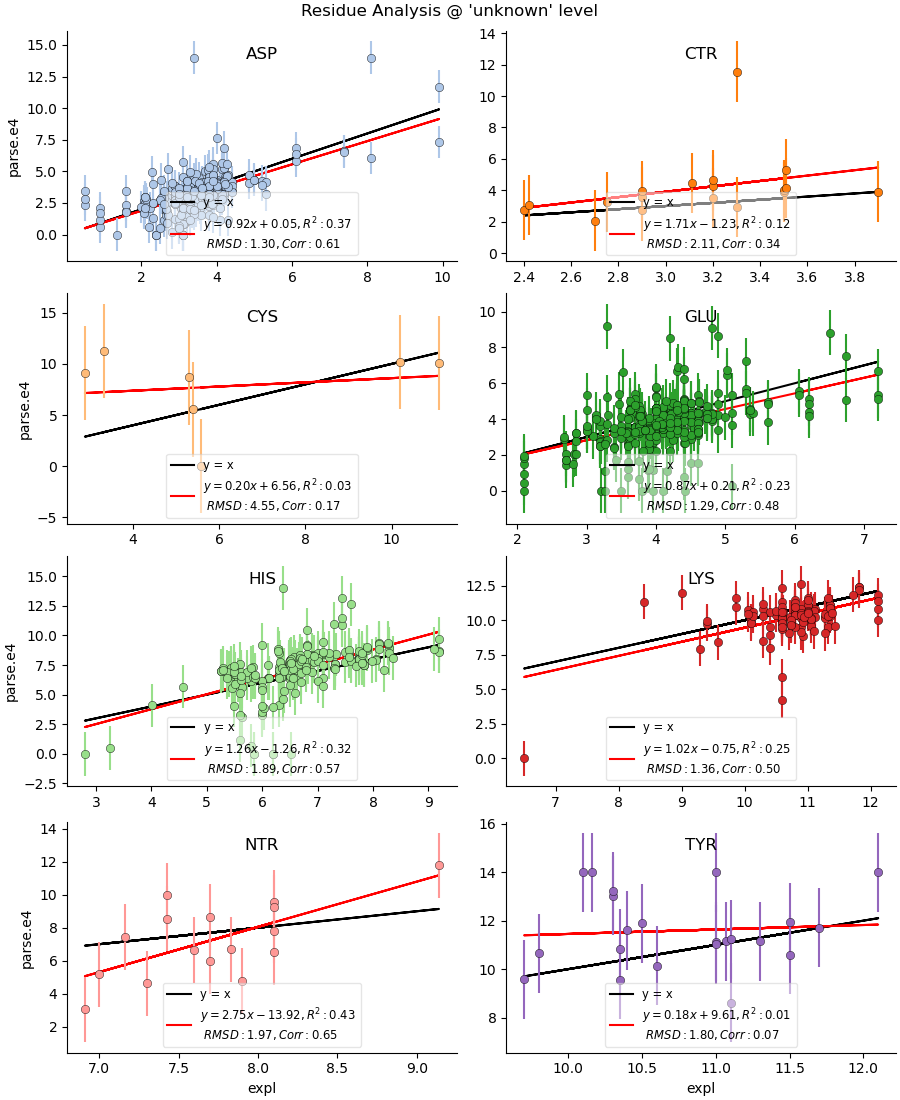 Residue Analysis @ 'unknown' level
ASP
parse.e4
15.0
12.5
10.0
7.5
5.0
2.5
0.0
y = x
y = 0.92x + 0.05, R² : 0.37
RMSD : 1.30, Corr : 0.61
2 4 6 8 10
CTR
14
12
10
8
6
4
2
0
y = x
y = 1.71x − 1.23, R² : 0.12
RMSD : 2.11, Corr : 0.34
2.4 2.6 2.8 3.0 3.2 3.4 3.6 3.8
CYS
parse.e4
15
10
5
0
−5
y = x
y = 0.20x + 6.56, R² : 0.03
RMSD : 4.55, Corr : 0.17
4 6 8 10
GLU
10
8
6
4
2
0
y = x
y = 0.87x + 0.21, R² : 0.23
RMSD : 1.29, Corr : 0.48
2 3 4 5 6 7
HIS
parse.e4
15.0
12.5
10.0
7.5
5.0
2.5
0.0
−2.5
y = x
y = 1.26x − 1.26, R² : 0.32
RMSD : 1.89, Corr : 0.57
3 4 5 6 7 8 9
LYS
12.5
10.0
7.5
5.0
2.5
0.0
y = x
y = 1.02x − 0.75, R² : 0.25
RMSD : 1.36, Corr : 0.50
7 8 9 10 11 12
NTR
parse.e4
14
12
10
8
6
4
2
y = x
y = 2.75x − 13.92, R² : 0.43
RMSD : 1.97, Corr : 0.65
7.0 7.5 8.0 8.5 9.0
expl
TYR
16
14
12
10
8
y = x
y = 0.18x + 9.61, R² : 0.01
RMSD : 1.80, Corr : 0.07
10.0 10.5 11.0 11.5 12.0
expl